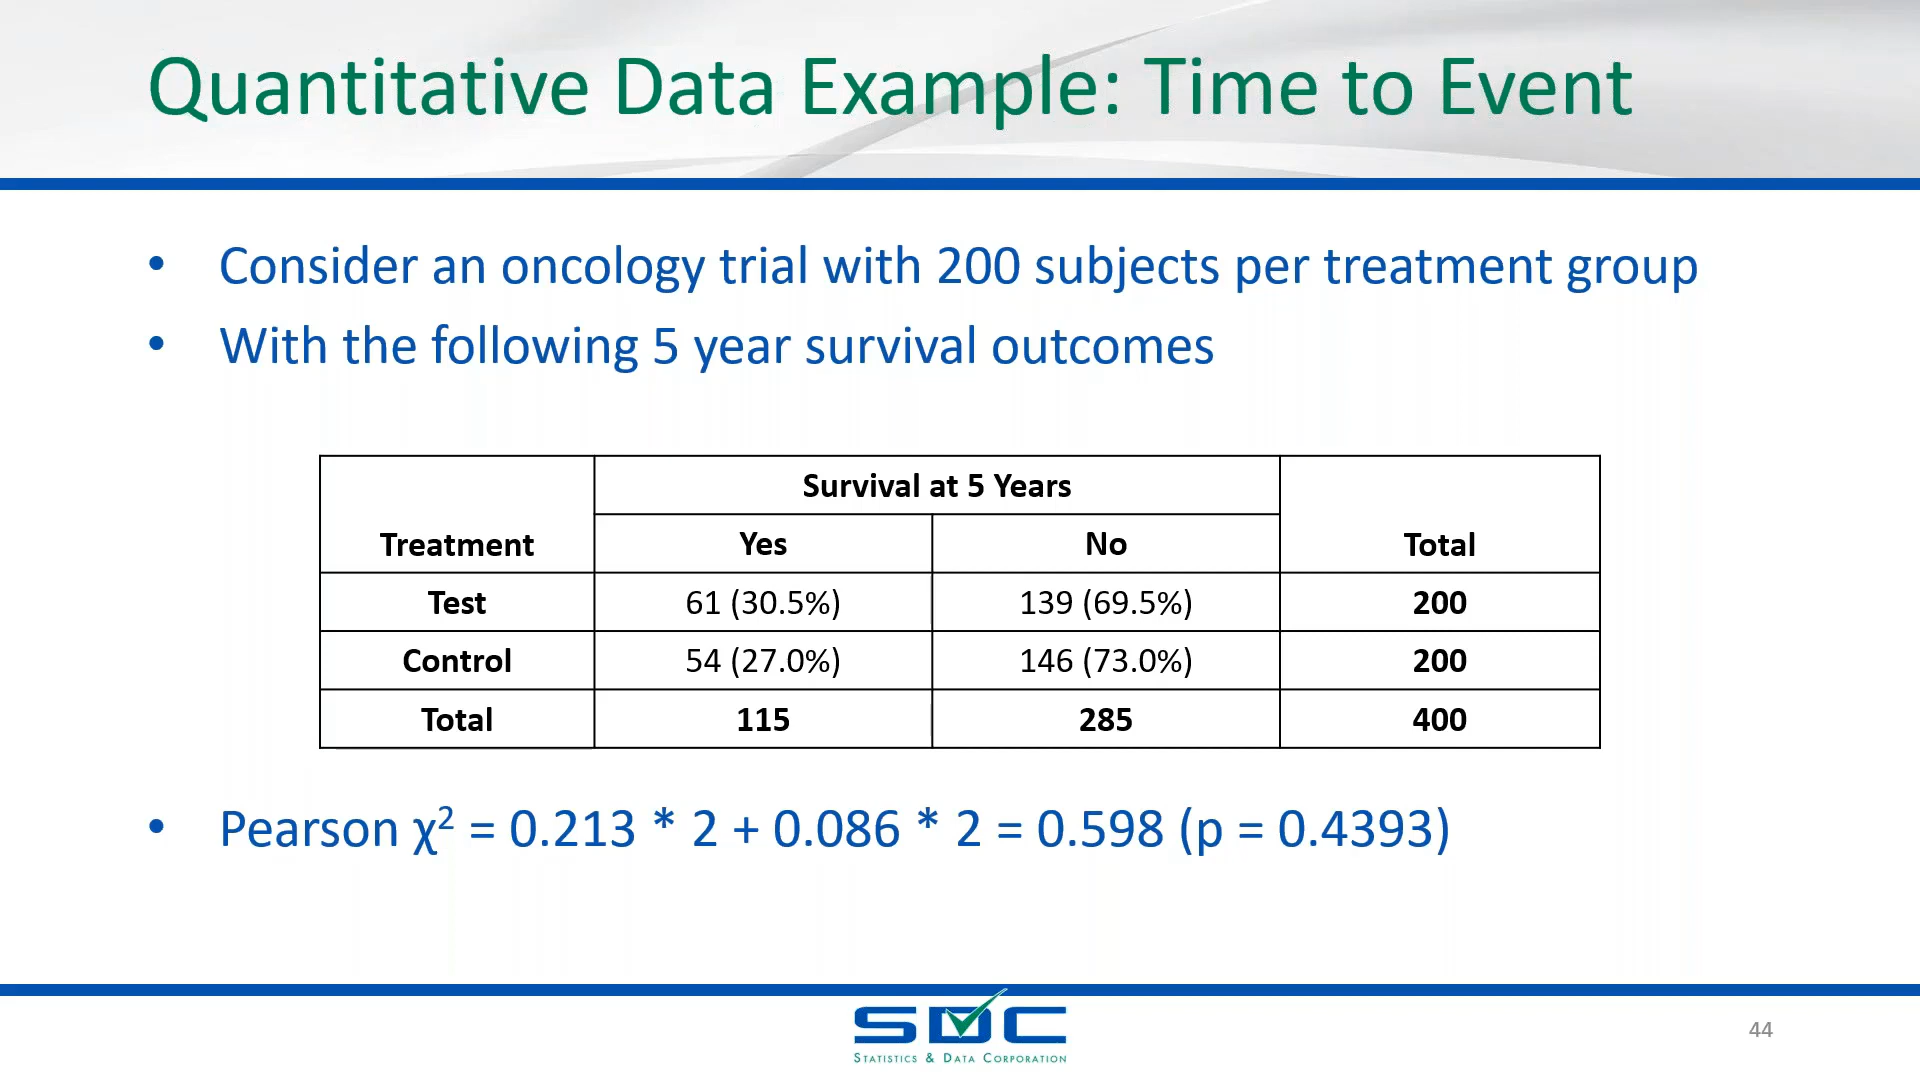 Quantitative Data Example: Time to Event
• Consider an oncology trial with 200 subjects per treatment group
• With the following 5 year survival outcomes
Survival at 5 Years
Treatment Yes No Total
Test 61 (30.5%) 139 (69.5%) 200
Control 54 (27.0%) 146 (73.0%) 200
Total 115 285 400
• Pearson χ² = 0.213 * 2 + 0.086 * 2 = 0.598 (p = 0.4393)
SDC
STATISTICS & DATA CORPORATION
44